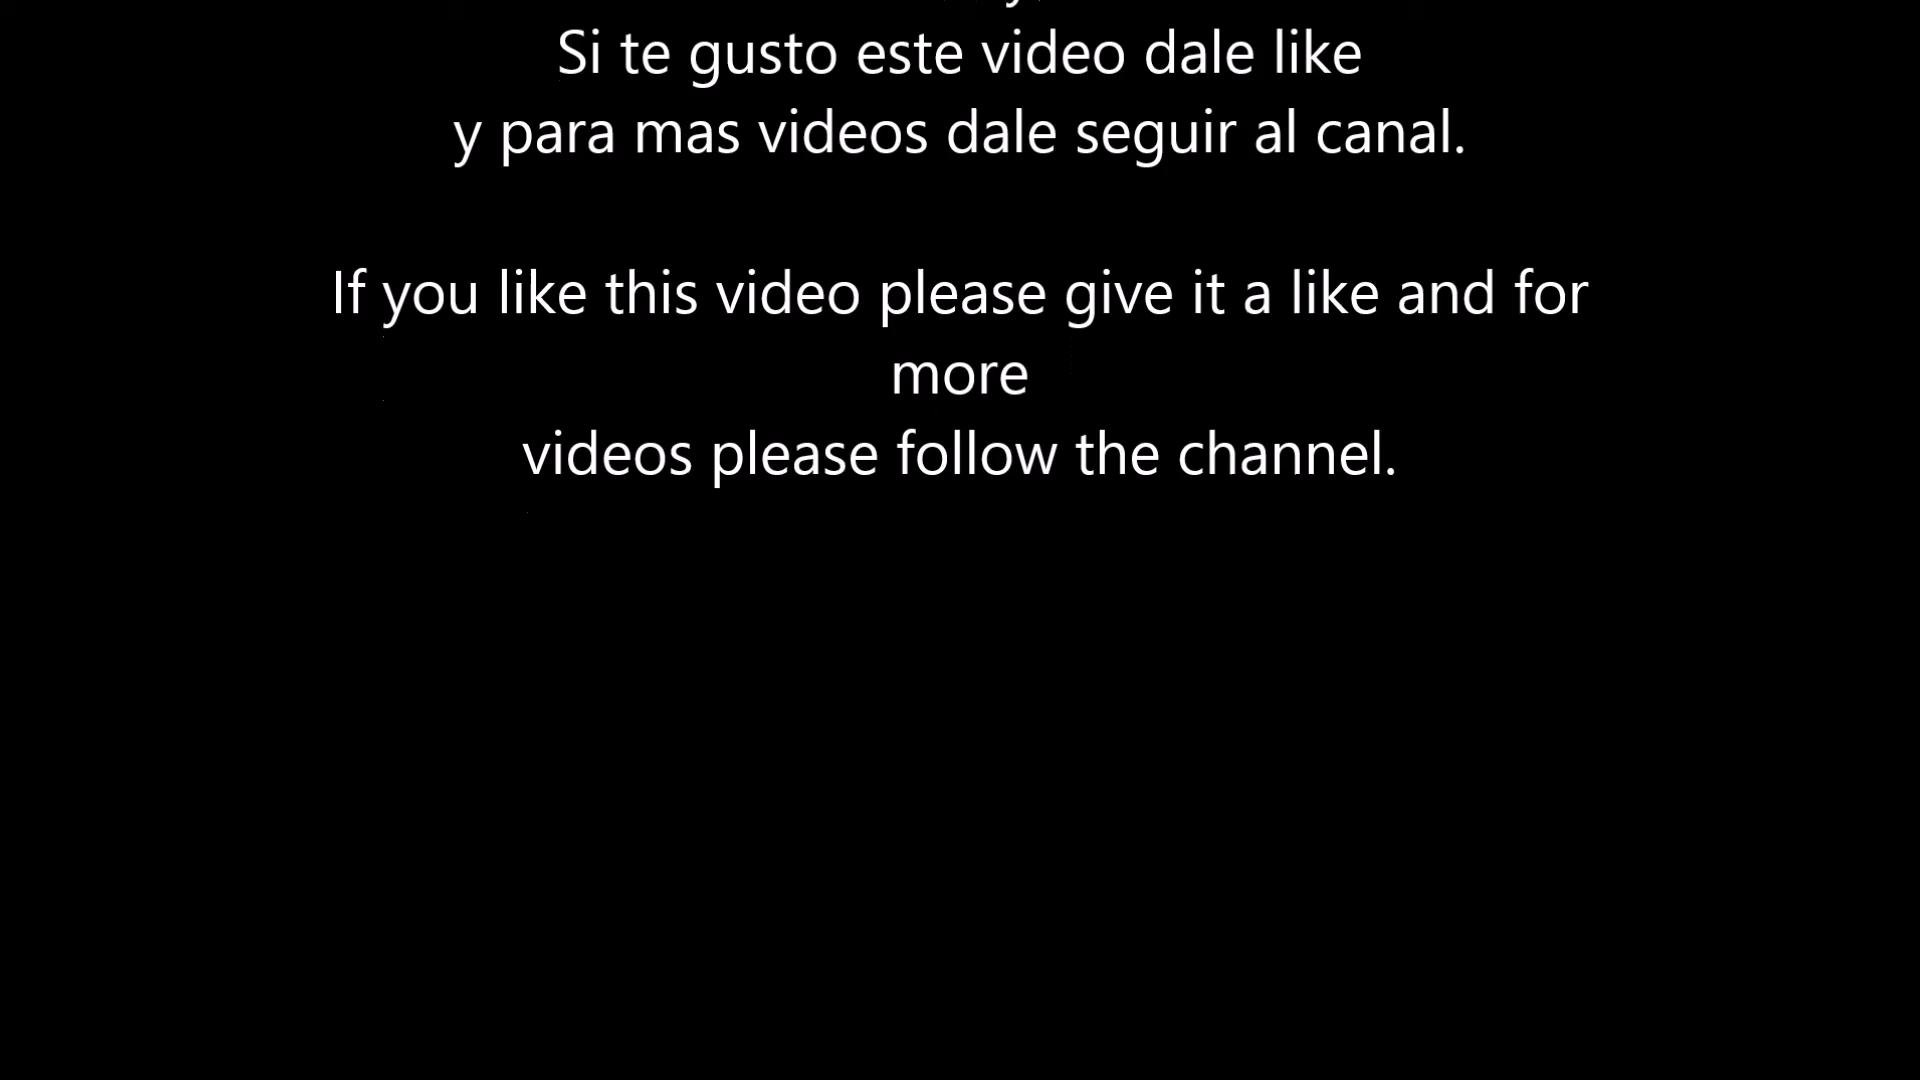 Si te gusto este video dale like
y para mas videos dale seguir al canal.
If you like this video please give it a like and for
more
videos please follow the channel.